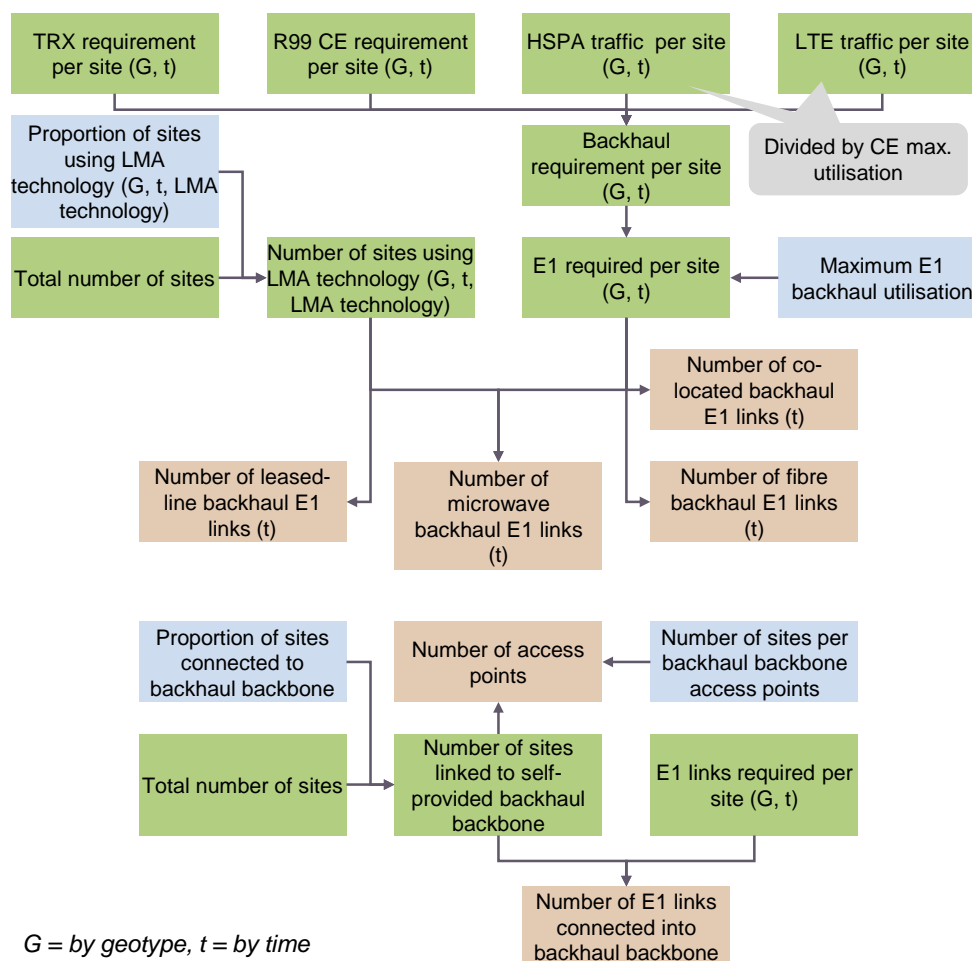 TRX requirement
per site (G, t)
R99 CE requirement
per site (G, t)
HSPA traffic per site
(G, t)
LTE traffic per site
(G, t)
Proportion of sites
using LMA
technology (G, t, LMA
technology)
Backhaul
requirement per site
(G, t)
Divided by CE max.
utilisation
Total number of sites
Number of sites using
LMA technology (G, t,
LMA technology)
E1 required per site
(G, t)
Maximum E1
backhaul utilisation
Number of co-
located backhaul
E1 links (t)
Number of leased-
line backhaul E1
links (t)
Number of
microwave
backhaul E1 links
(t)
Number of fibre
backhaul E1 links
(t)
Proportion of sites
connected to
backhaul backbone
Number of access
points
Number of sites per
backhaul backbone
access points
Total number of sites
Number of sites
linked to self-
provided backhaul
backbone
E1 links required per
site (G, t)
Number of E1 links
connected into
backhaul backbone
G = by geotype, t = by time